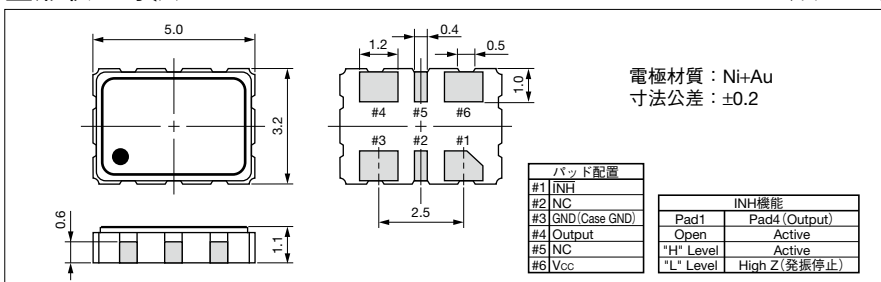 5.0
3.2
0.6
1.1
0.4
1.2
0.5
1.0
#4 #5 #6
#3 #2 #1
2.5
電極材質：Ni+Au
寸法公差：±0.2
パッド配置
#1 INH
#2 NC
#3 GND(Case GND)
#4 Output
#5 NC
#6 Vcc
INH機能
Pad1 Pad4(Output)
Open Active
"H" Level Active
"L" Level High Z(発振停止)